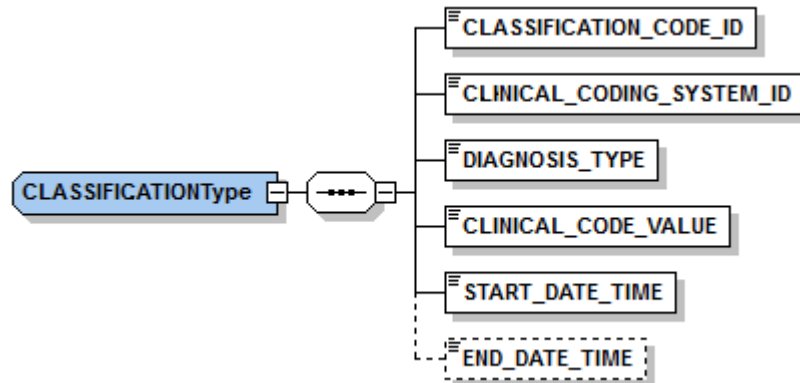 CLASSIFICATION_CODE_ID
CLINICAL_CODING_SYSTEM_ID
DIAGNOSIS_TYPE
CLASSIFICATIONType
CLINICAL_CODE_VALUE
START_DATE_TIME
END_DATE_TIME